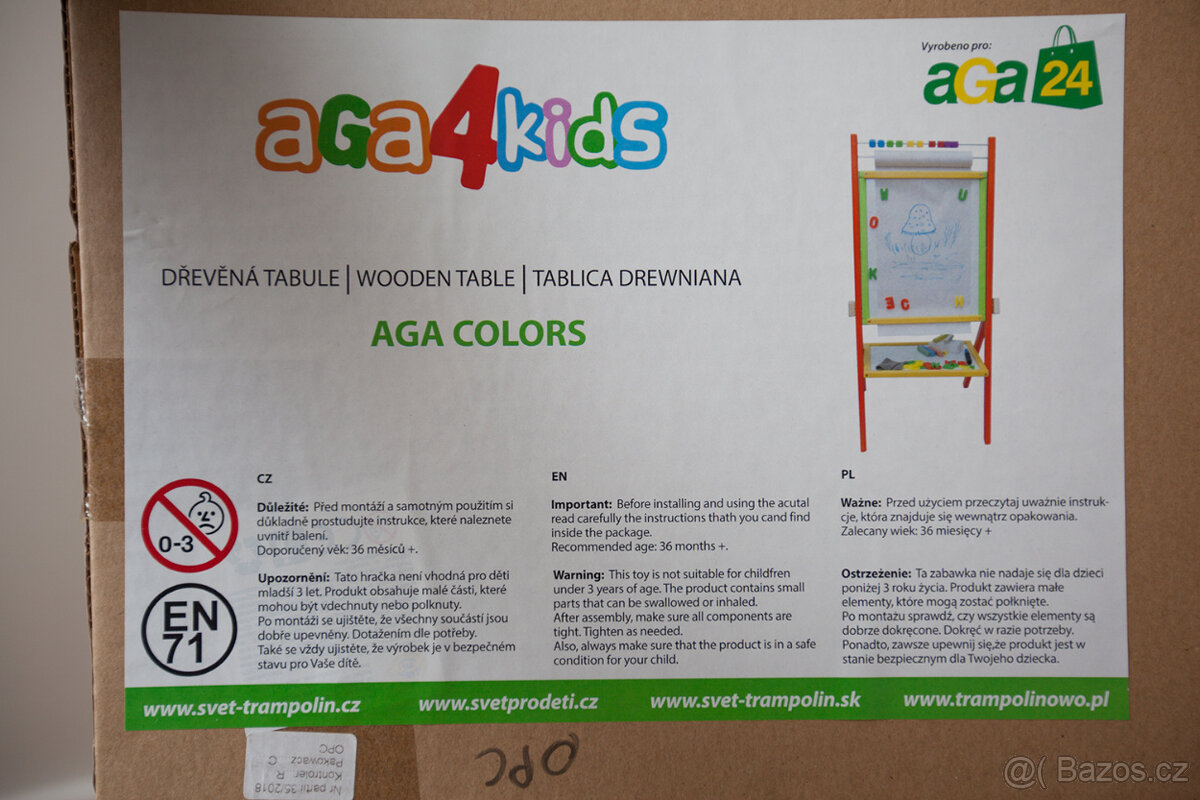 Vyrobeno pro:
aGa 24
aGa4kids
DŘEVĚNÁ TABULE | WOODEN TABLE | TABLICA DREWNIANA
AGA COLORS
0-3
EN
71
CZ
Důležité: Před montáží a samotným použitím si
důkladně prostudujte instrukce, které naleznete
uvnitř balení.
Doporučený věk: 36 měsíců +.
Upozornění: Tato hračka není vhodná pro děti
mladší 3 let. Produkt obsahuje malé části, které
mohou být vdechnuty nebo polknuty.
Po montáži se ujištěte, že všechny součástí jsou
dobře upevněny. Dotažením dle potřeby.
Také se vždy ujistěte, že výrobek je v bezpečném
stavu pro Vaše dítě.
EN
Important: Before installing and using the acutal
read carefully the instructions thath you cand find
inside the package.
Recommended age: 36 months +.
Warning: This toy is not suitable for childfren
under 3 years of age. The product contains small
parts that can be swallowed or inhaled.
After assembly, make sure all components are
tight. Tighten as needed.
Also, always make sure that the product is in a safe
condition for your child.
PL
Ważne: Przed użyciem przeczytaj uważnie instruk-
cje, która znajduje się wewnątrz opakowania.
Zalecany wiek: 36 miesięcy +
Ostrzeżenie: Ta zabawka nie nadaje się dla dzieci
poniżej 3 roku życia. Produkt zawiera małe
elementy, które mogą zostać połknięte.
Po montażu sprawdź, czy wszystkie elementy są
dobrze dokręcone. Dokręć w razie potrzeby.
Ponadto, zawsze upewnij się,że produkt jest w
stanie bezpiecznym dla Twojego dziecka.
www.svet-trampolin.cz
www.svetprodeti.cz
www.svet-trampolin.sk
www.trampolinowo.pl
Nr partii 35/2018
Kontroler R
Pakowacz C
OPC
OPC
@( Bazos.cz